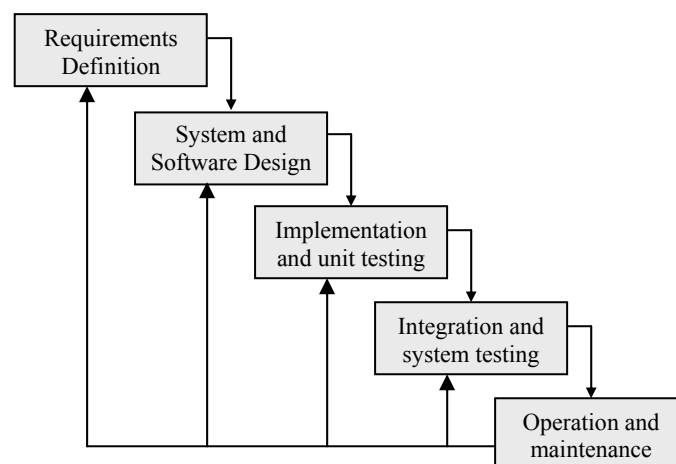 Requirements
Definition
System and
Software Design
Implementation
and unit testing
Integration and
system testing
Operation and
maintenance